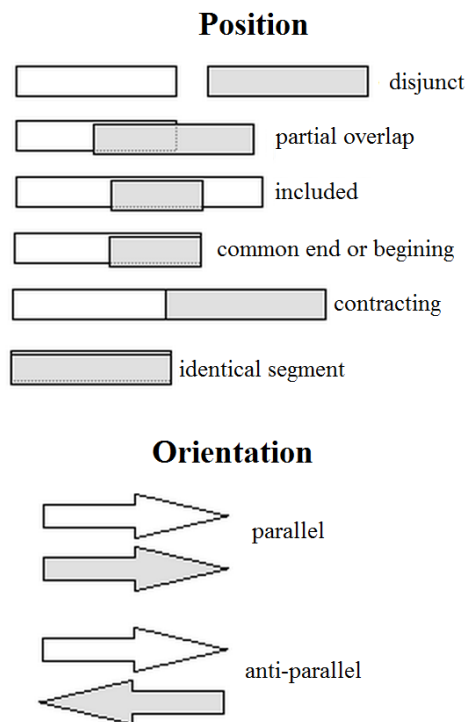 Position
disjunct
partial overlap
included
common end or begining
contracting
identical segment
Orientation
parallel
anti-parallel